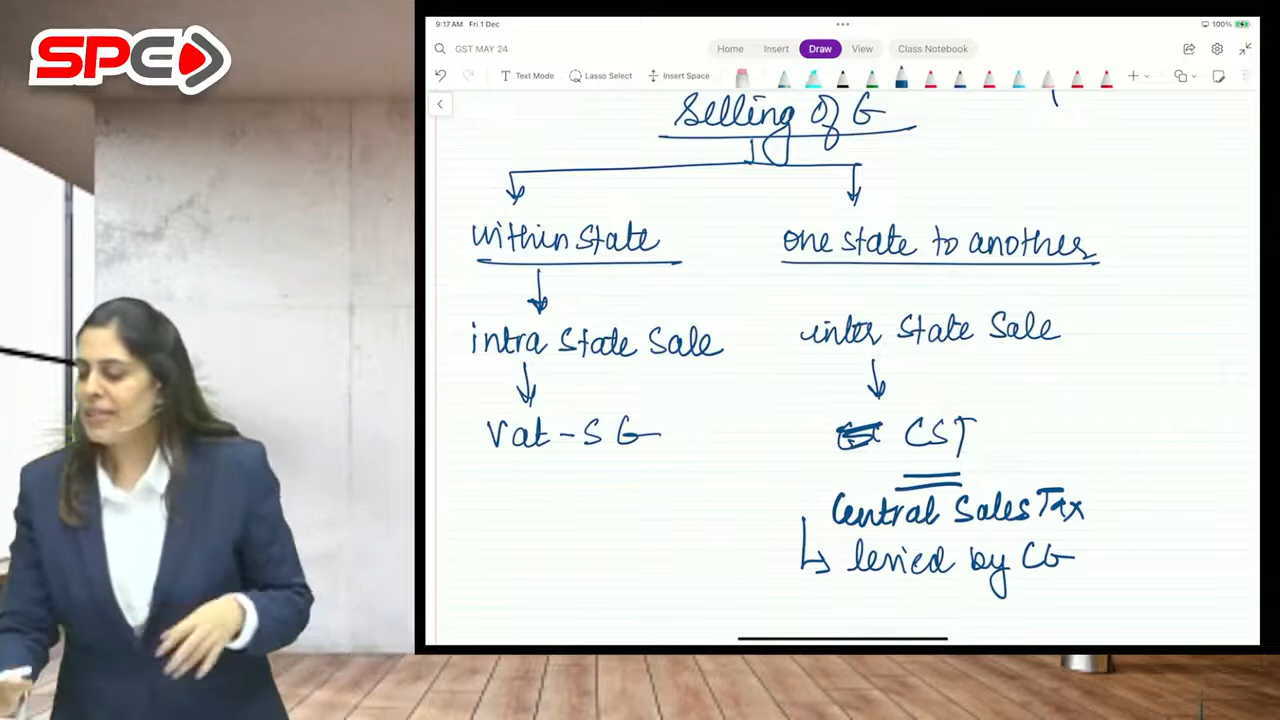 SPED
9:17 AM Fri 1 Dec
100%
GST MAY 24
Home Insert Draw View Class Notebook
Text Mode Lasso Select Insert Space
Selling of G
within state
one state to another
intra State Sale
inter State Sale
Vat - SG
CST
Central Sales Tax
levied by CG